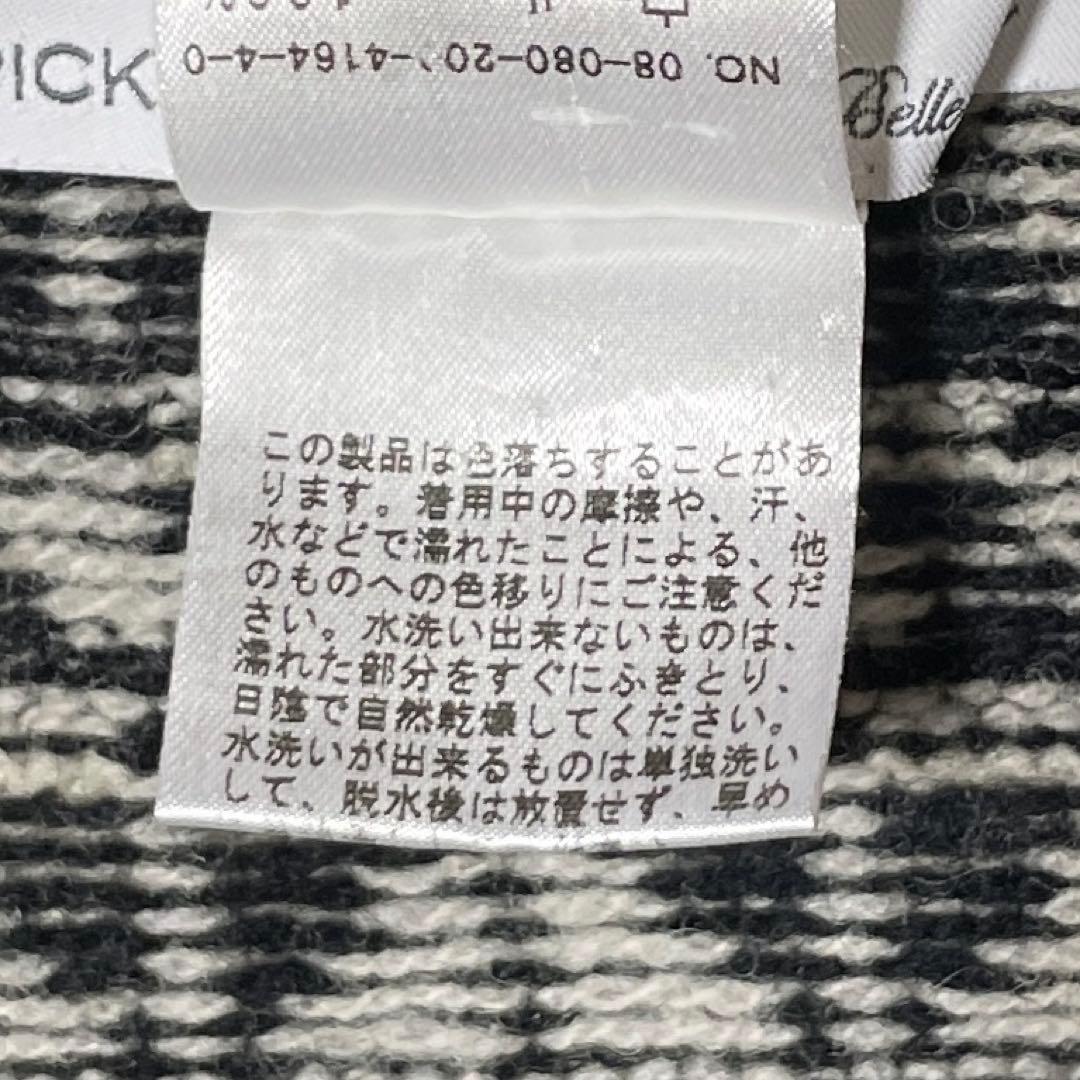 PICK
NO. 08-080-20
-4164-4-0
Belle
この製品は色落ちすることがあ
ります。着用中の摩擦や、汗、
水などで濡れたことによる、他
のものへの色移りにご注意くだ
さい。水洗い出来ないものは、
濡れた部分をすぐにふきとり、
日陰で自然乾燥してください。
水洗いが出来るものは単独洗い
して、脱水後は放置せず、早め